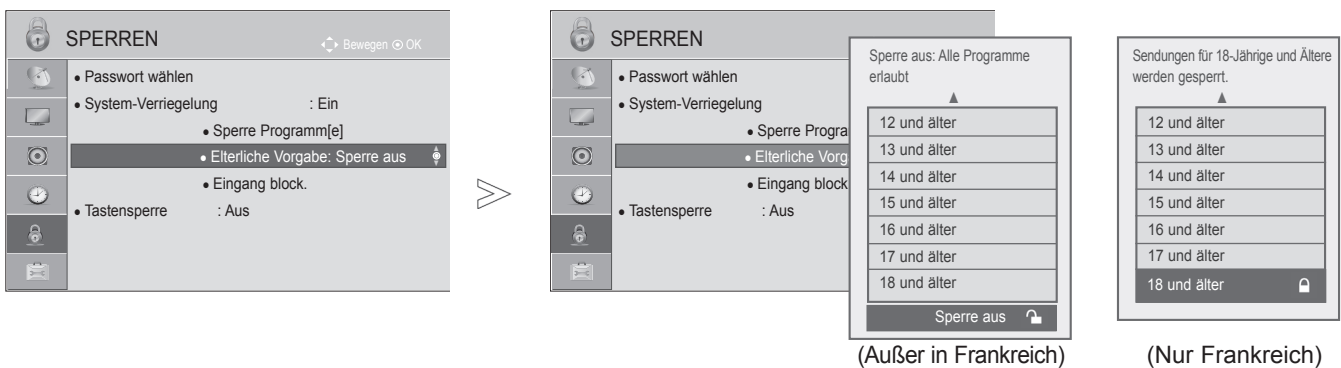 SPERREN
Bewegen OK
• Passwort wählen
• System-Verriegelung : Ein
• Sperre Programm[e]
• Elterliche Vorgabe: Sperre aus
• Eingang block.
• Tastensperre : Aus
SPERREN
• Passwort wählen
• System-Verriegelung
• Sperre Progra
• Elterliche Vorg
• Eingang block
• Tastensperre : Aus
Sperre aus: Alle Programme
erlaubt
12 und älter
13 und älter
14 und älter
15 und älter
16 und älter
17 und älter
18 und älter
Sperre aus
(Außer in Frankreich)
Sendungen für 18-Jährige und Ältere
werden gesperrt.
12 und älter
13 und älter
14 und älter
15 und älter
16 und älter
17 und älter
18 und älter
(Nur Frankreich)